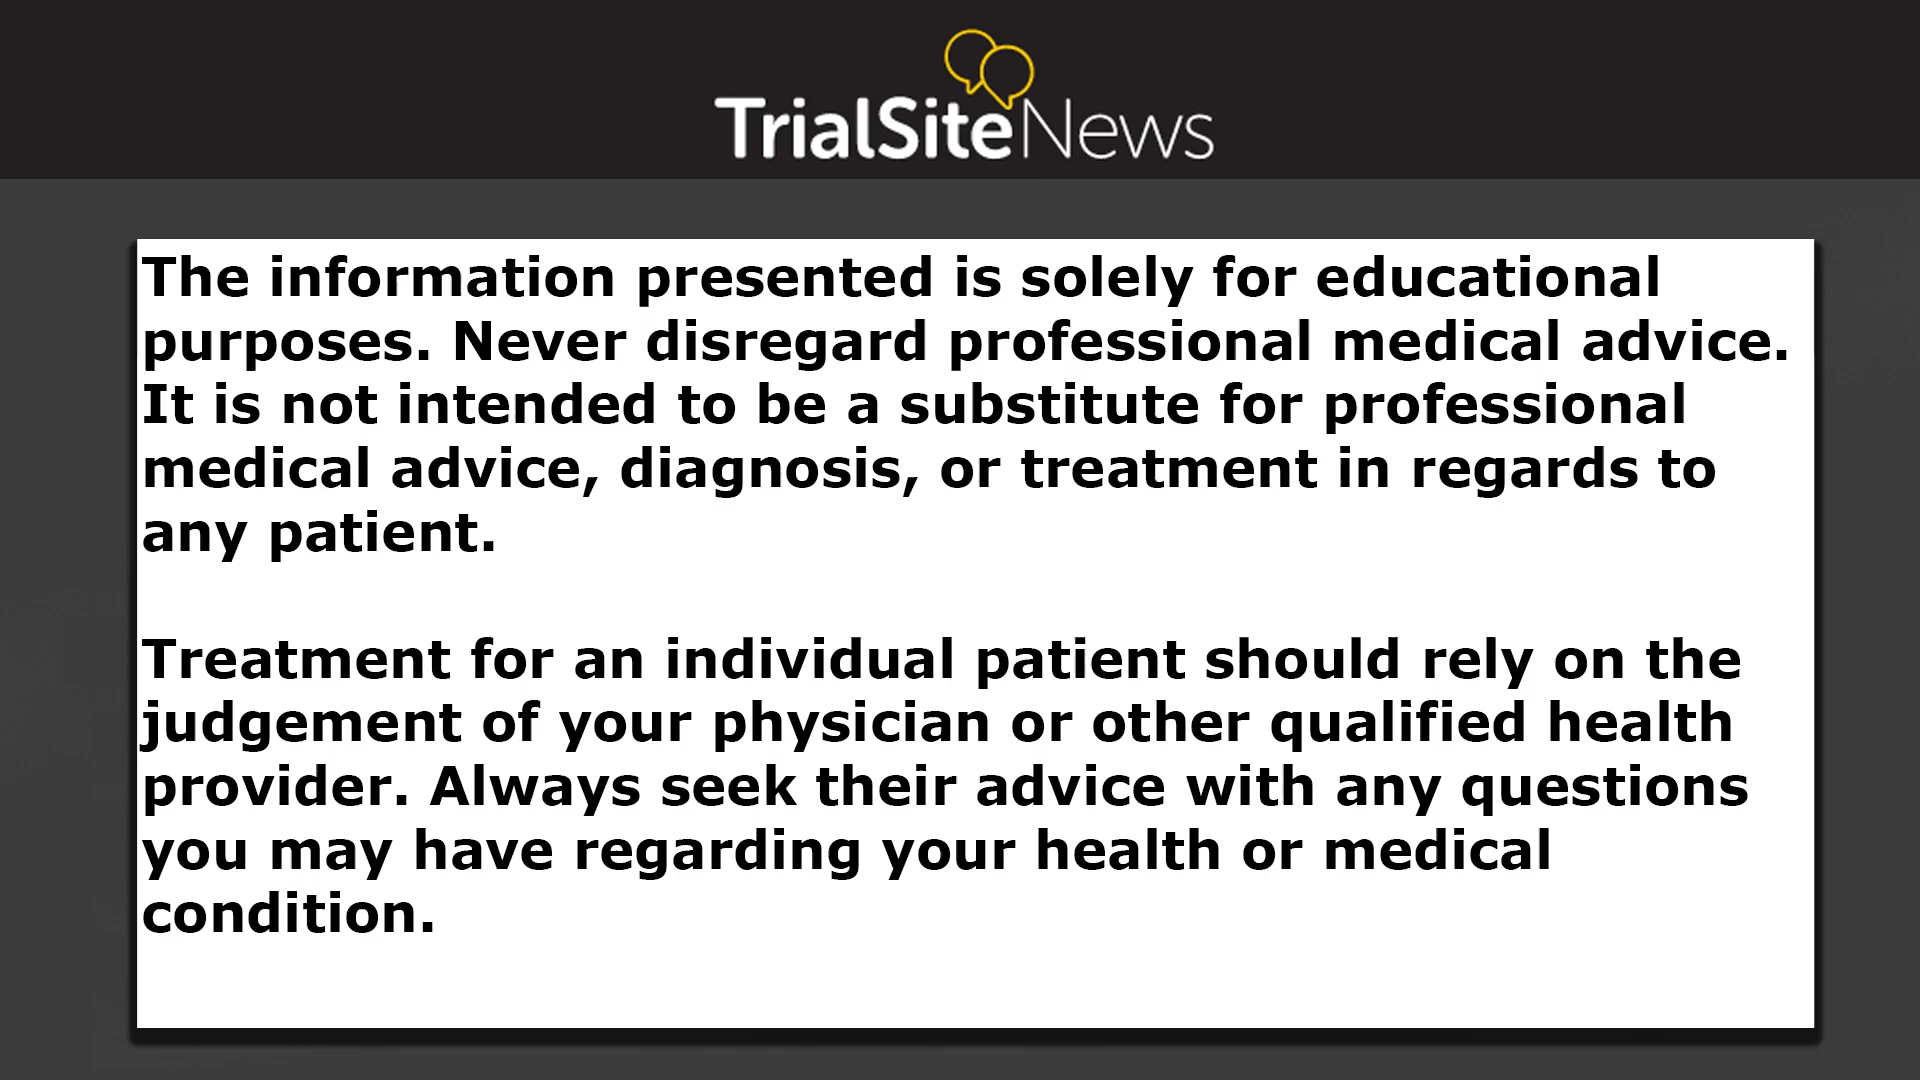 TrialSiteNews
The information presented is solely for educational
purposes. Never disregard professional medical advice.
It is not intended to be a substitute for professional
medical advice, diagnosis, or treatment in regards to
any patient.
Treatment for an individual patient should rely on the
judgement of your physician or other qualified health
provider. Always seek their advice with any questions
you may have regarding your health or medical
condition.